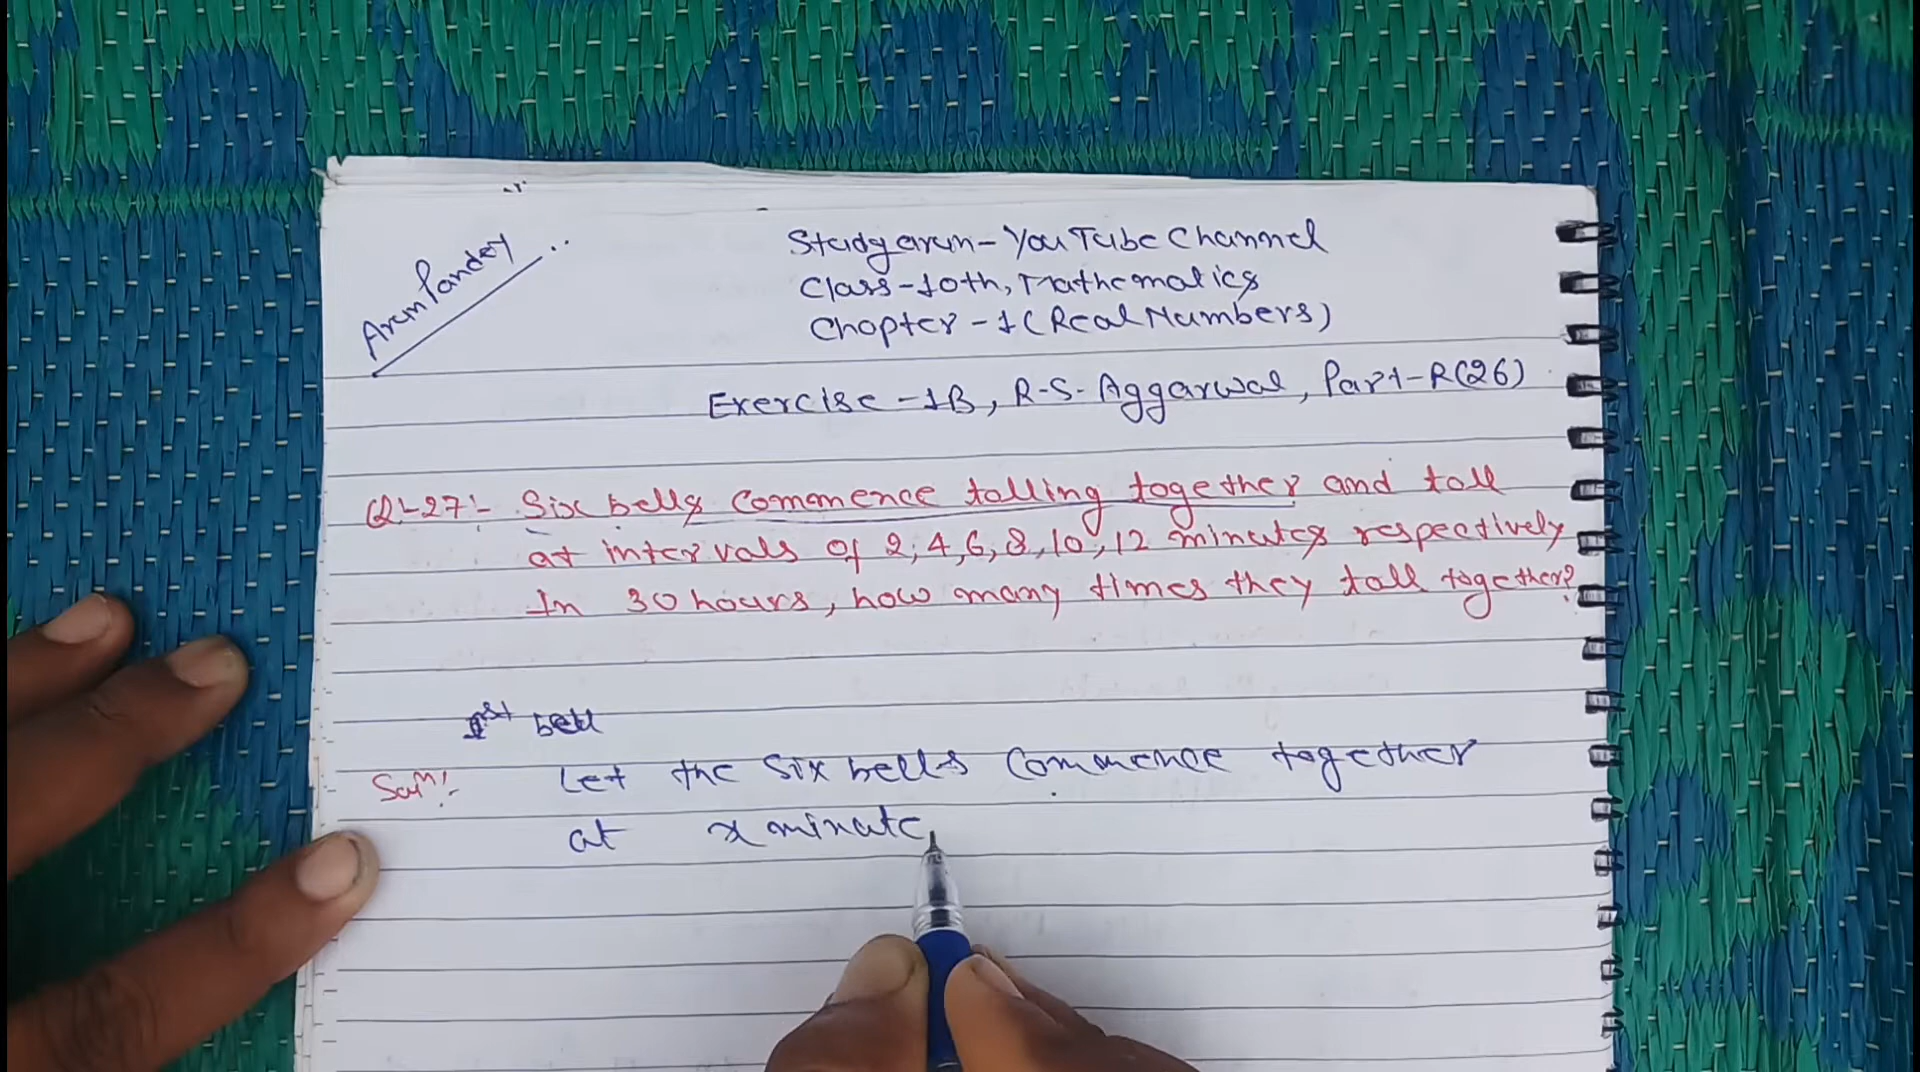 Arun Pandey
Studyarun - YouTube Channel
Class - 10th, Mathematics
Chapter - 1 (Real Numbers)
Exercise - 1B, R.S. Aggarwal, Part - R(26)
Q!-27!- Six bells commence tolling together and toll
at intervals of 2, 4, 6, 8, 10, 12 minutes respectively
In 30 hours, how many times they toll together?
1st bell
Sol^n!- Let the six bells commence together
at x minute